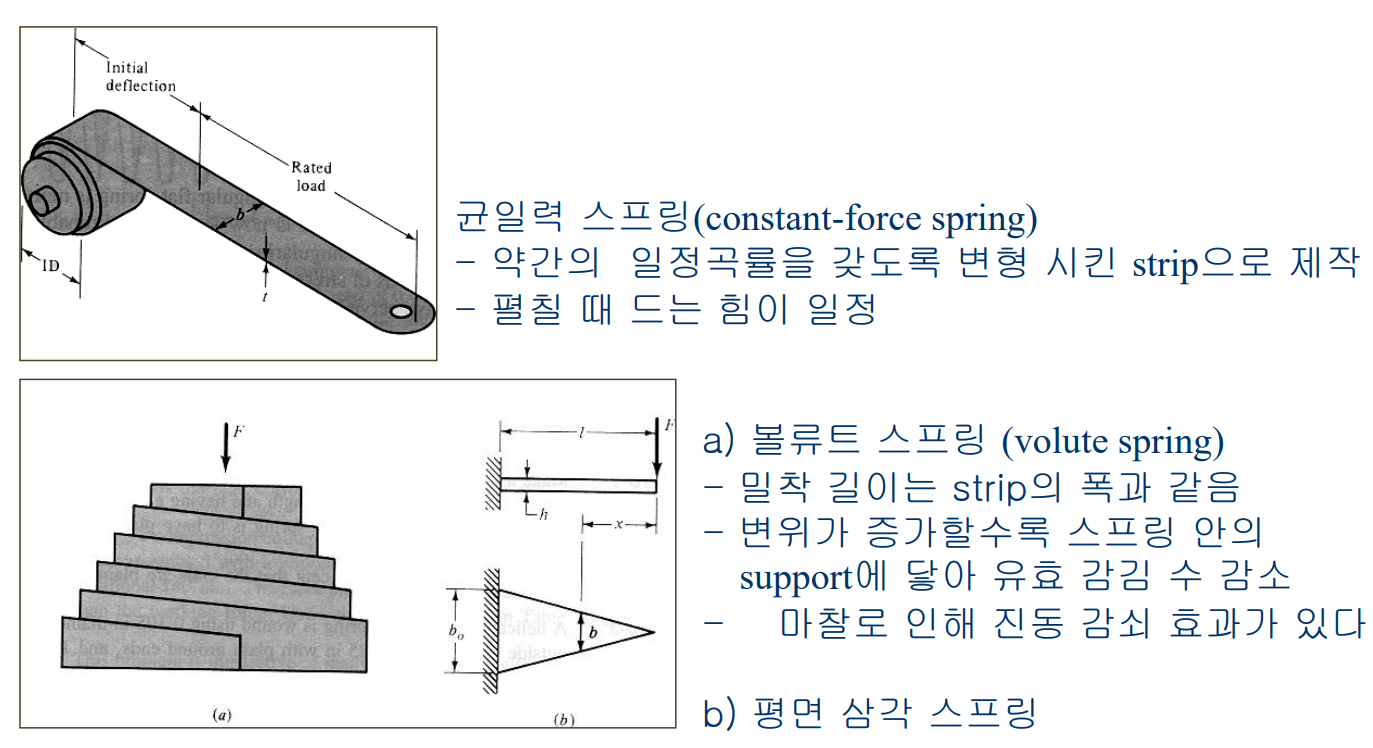 Initial
deflection
Rated
load
b
t
ID
균일력 스프링(constant-force spring)
- 약간의 일정곡률을 갖도록 변형 시킨 strip으로 제작
- 펼칠 때 드는 힘이 일정
F
(a)
l
F
h
x
b₀
b
(b)
a) 볼류트 스프링 (volute spring)
- 밀착 길이는 strip의 폭과 같음
- 변위가 증가할수록 스프링 안의
support에 닿아 유효 감김 수 감소
- 마찰로 인해 진동 감쇠 효과가 있다
b) 평면 삼각 스프링